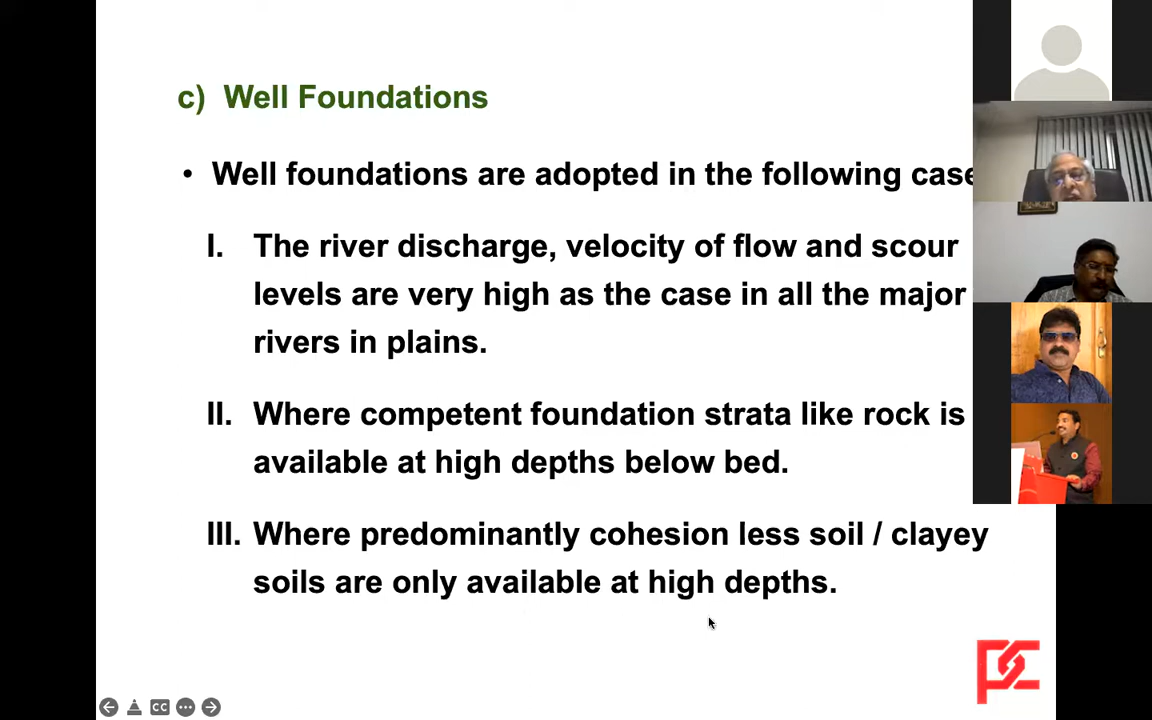 c) Well Foundations
• Well foundations are adopted in the following case
I. The river discharge, velocity of flow and scour
levels are very high as the case in all the major
rivers in plains.
II. Where competent foundation strata like rock is
available at high depths below bed.
III. Where predominantly cohesion less soil / clayey
soils are only available at high depths.
CC